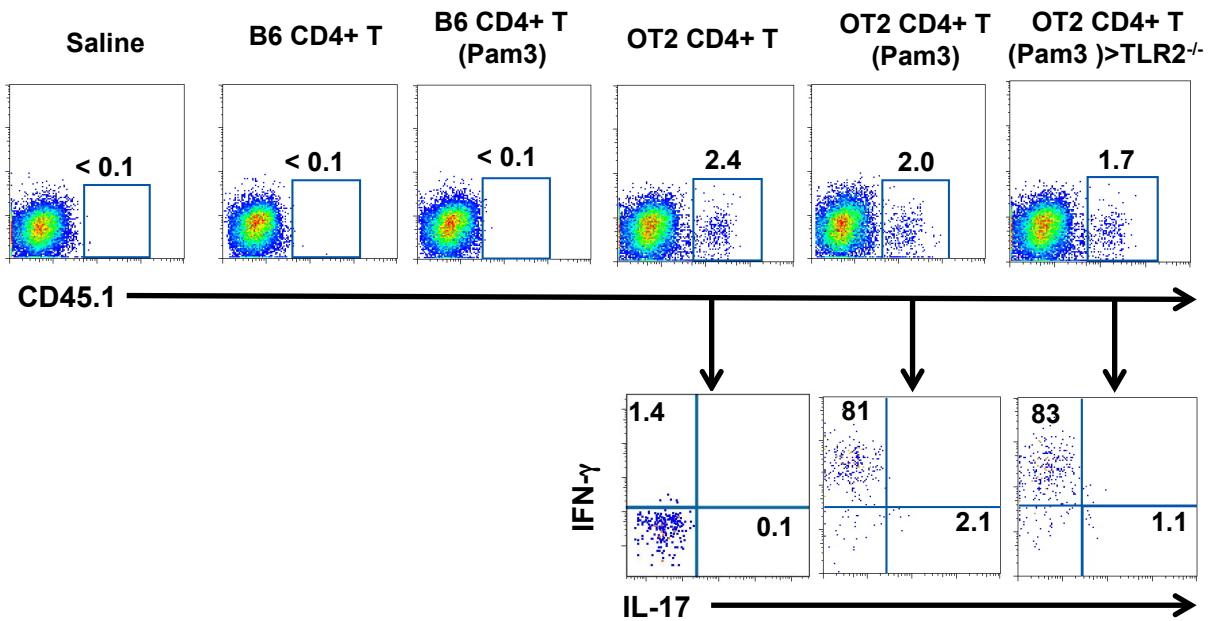 Saline
B6 CD4+ T
B6 CD4+ T
(Pam3)
OT2 CD4+ T
OT2 CD4+ T
(Pam3)
OT2 CD4+ T
(Pam3 )>TLR2-/-
< 0.1
< 0.1
< 0.1
2.4
2.0
1.7
CD45.1
1.4
81
83
IFN-γ
0.1
2.1
1.1
IL-17